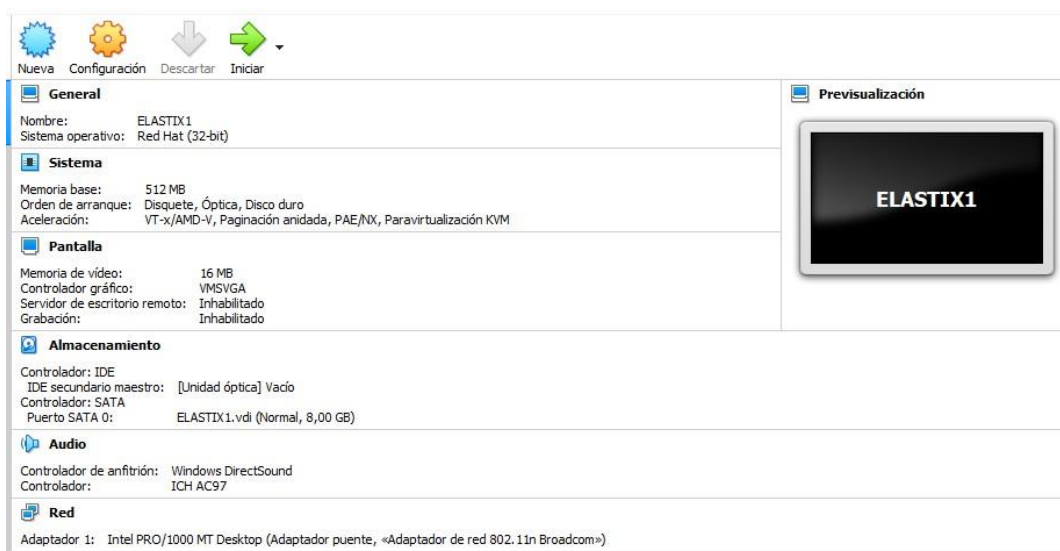 Nueva Configuración Descartar Iniciar
General
Nombre: ELASTIX1
Sistema operativo: Red Hat (32-bit)
Sistema
Memoria base: 512 MB
Orden de arranque: Disquete, Óptica, Disco duro
Aceleración: VT-x/AMD-V, Paginación anidada, PAE/NX, Paravirtualización KVM
Pantalla
Memoria de vídeo: 16 MB
Controlador gráfico: VMSVGA
Servidor de escritorio remoto: Inhabilitado
Grabación: Inhabilitado
Previsualización
ELASTIX1
Almacenamiento
Controlador: IDE
IDE secundario maestro: [Unidad óptica] Vacío
Controlador: SATA
Puerto SATA 0: ELASTIX1.vdi (Normal, 8,00 GB)
Audio
Controlador de anfitrión: Windows DirectSound
Controlador: ICH AC97
Red
Adaptador 1: Intel PRO/1000 MT Desktop (Adaptador puente, «Adaptador de red 802.11n Broadcom»)